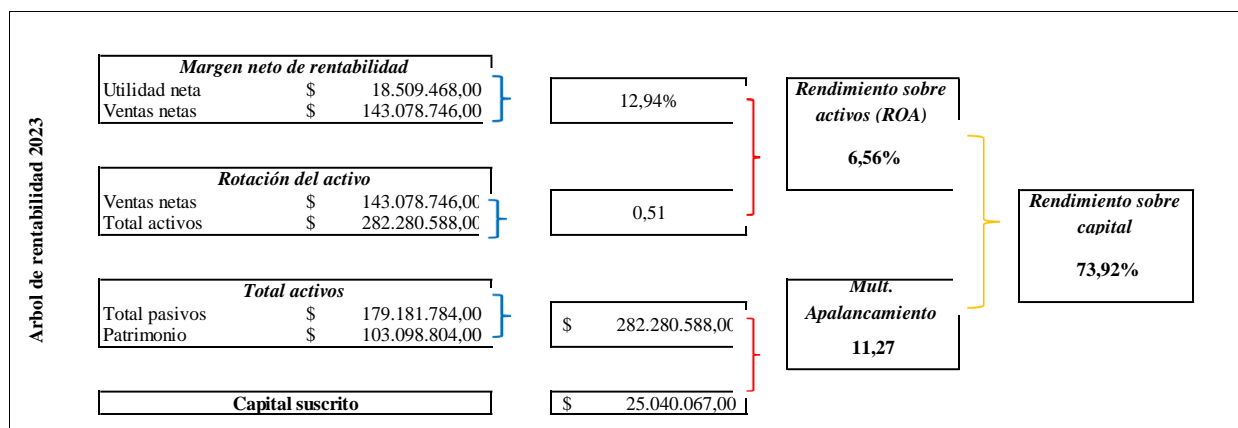 Arbol de rentabilidad 2023
Margen neto de rentabilidad
Utilidad neta $ 18.509.468,00
Ventas netas $ 143.078.746,00
12,94%
Rendimiento sobre
activos (ROA)
6,56%
Rotación del activo
Ventas netas $ 143.078.746,00
Total activos $ 282.280.588,00
0,51
Rendimiento sobre
capital
73,92%
Total activos
Total pasivos $ 179.181.784,00
Patrimonio $ 103.098.804,00
$ 282.280.588,00
Mult.
Apalancamiento
11,27
Capital suscrito $ 25.040.067,00